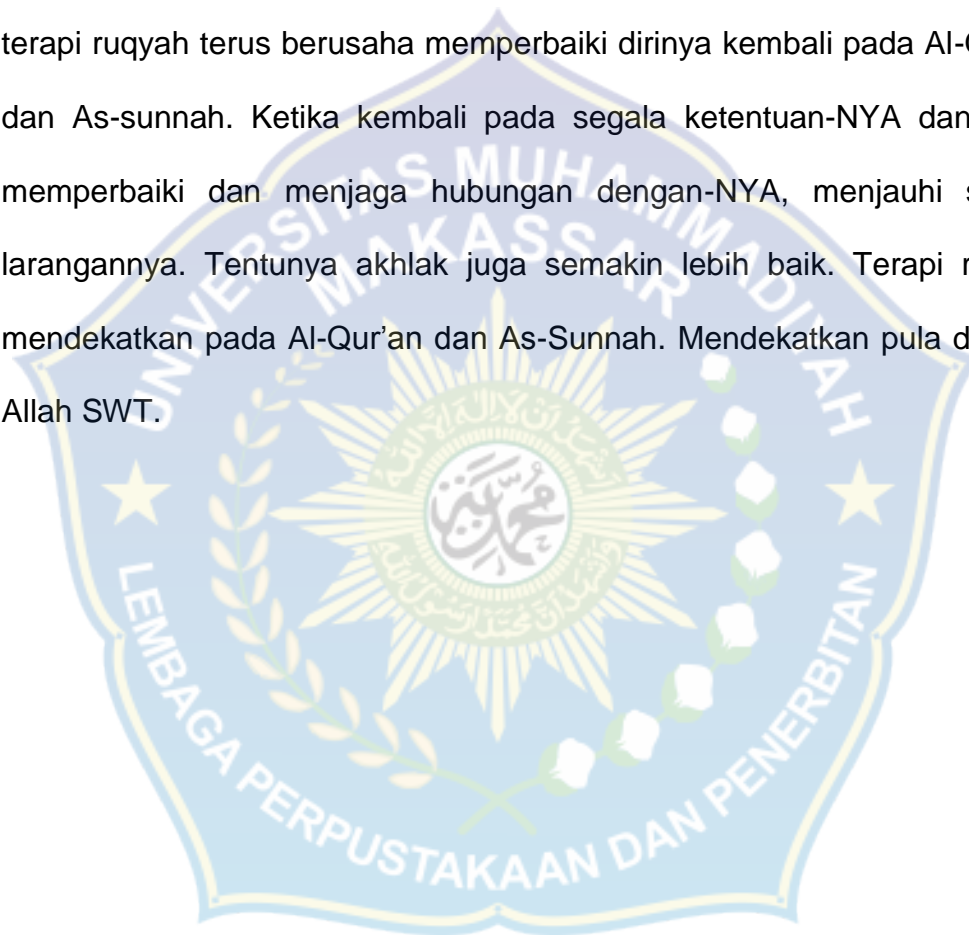 terapi ruqyah terus berusaha memperbaiki dirinya kembali pada Al-
dan As-sunnah. Ketika kembali pada segala ketentuan-NYA dan
memperbaiki dan menjaga hubungan dengan-NYA, menjauhi
larangannya. Tentunya akhlak juga semakin lebih baik. Terapi
mendekatkan pada Al-Qur’an dan As-Sunnah. Mendekatkan pula
Allah SWT.
UNIVERSITAS MUHAMMADIYAH
MAKASSAR
LEMBAGA PERPUSTAKAAN DAN PENERBITAN